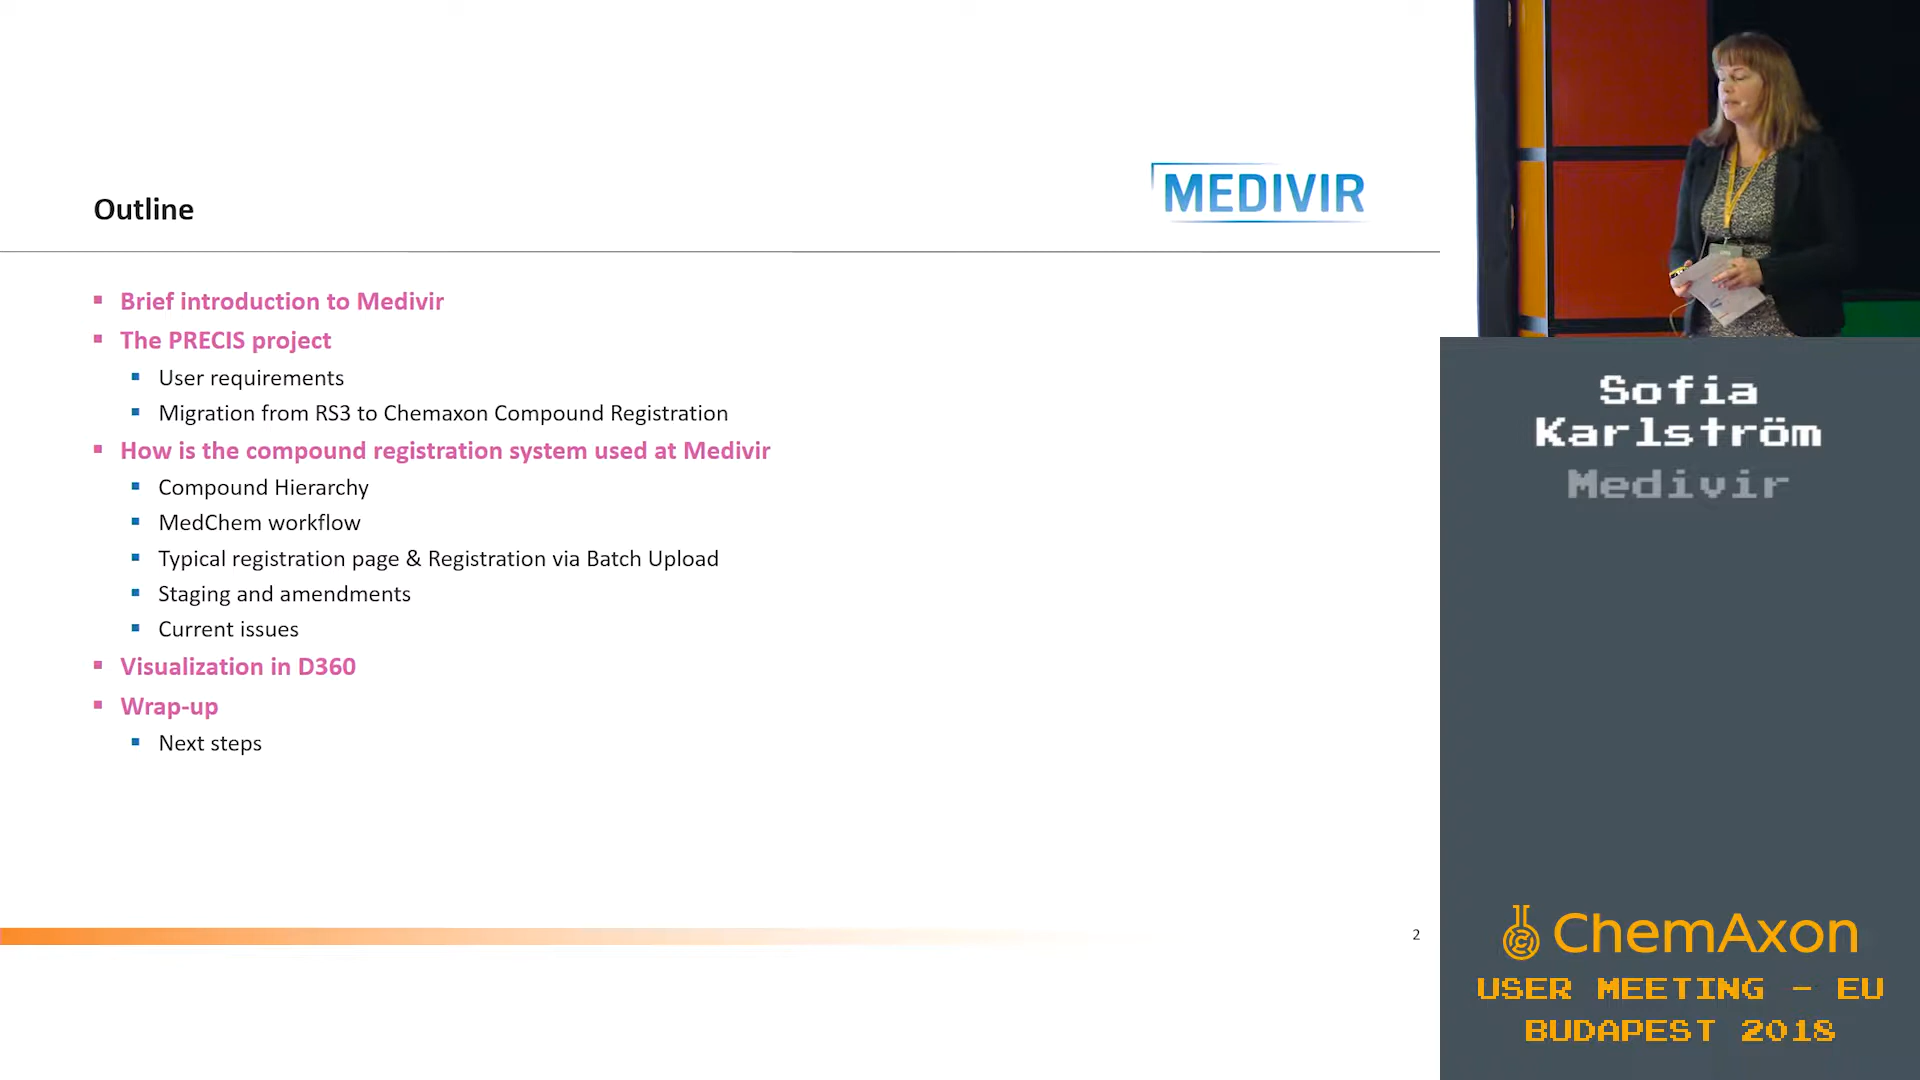 Outline
MEDIVIR
Brief introduction to Medivir
The PRECIS project
User requirements
Migration from RS3 to Chemaxon Compound Registration
How is the compound registration system used at Medivir
Compound Hierarchy
MedChem workflow
Typical registration page & Registration via Batch Upload
Staging and amendments
Current issues
Visualization in D360
Wrap-up
Next steps
2
Sofia
Karlström
Medivir
ChemAxon
USER MEETING - EU
BUDAPEST 2018